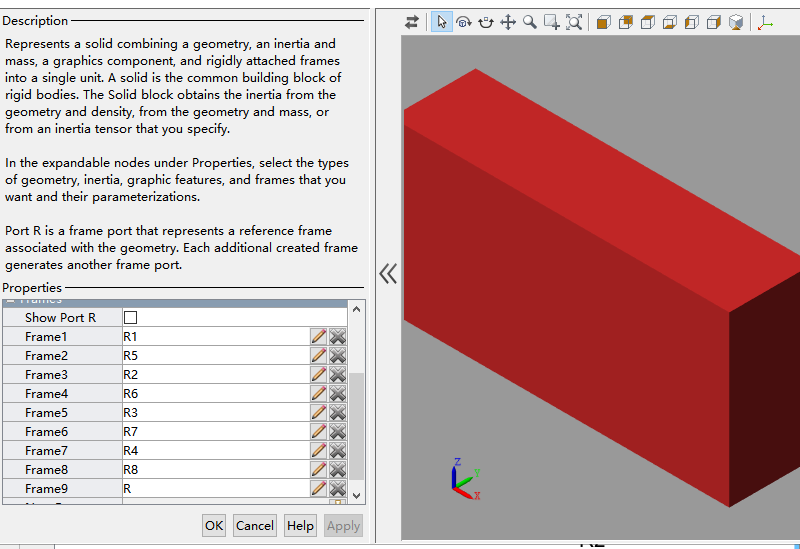 Description
Represents a solid combining a geometry, an inertia and
mass, a graphics component, and rigidly attached frames
into a single unit. A solid is the common building block of
rigid bodies. The Solid block obtains the inertia from the
geometry and density, from the geometry and mass, or
from an inertia tensor that you specify.
In the expandable nodes under Properties, select the types
of geometry, inertia, graphic features, and frames that you
want and their parameterizations.
Port R is a frame port that represents a reference frame
associated with the geometry. Each additional created frame
generates another frame port.
Properties
Frames
Show Port R
Frame1 R1
Frame2 R5
Frame3 R2
Frame4 R6
Frame5 R3
Frame6 R7
Frame7 R4
Frame8 R8
Frame9 R
OK Cancel Help Apply
Z
Y
X